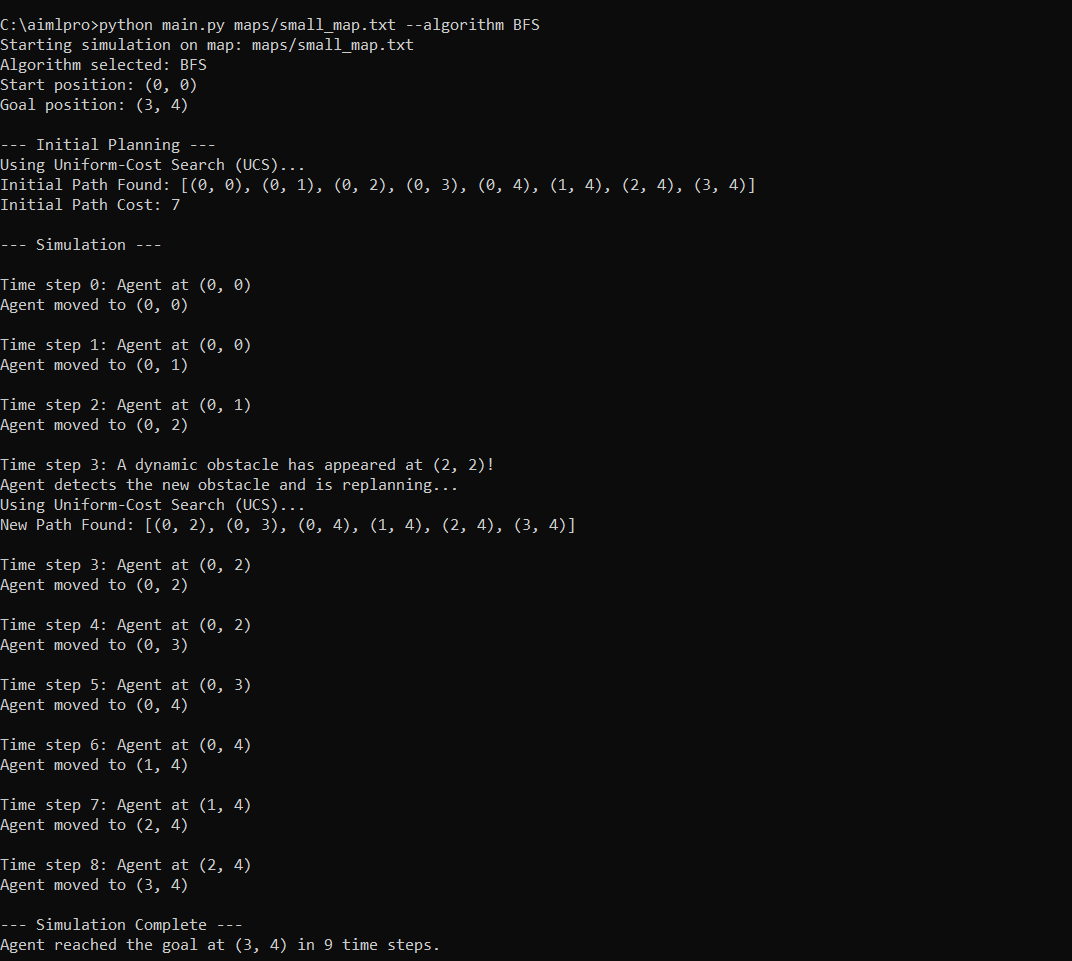 C:\aimlpro>python main.py maps/small_map.txt --algorithm BFS
Starting simulation on map: maps/small_map.txt
Algorithm selected: BFS
Start position: (0, 0)
Goal position: (3, 4)
--- Initial Planning ---
Using Uniform-Cost Search (UCS)...
Initial Path Found: [(0, 0), (0, 1), (0, 2), (0, 3), (0, 4), (1, 4), (2, 4), (3, 4)]
Initial Path Cost: 7
--- Simulation ---
Time step 0: Agent at (0, 0)
Agent moved to (0, 0)
Time step 1: Agent at (0, 0)
Agent moved to (0, 1)
Time step 2: Agent at (0, 1)
Agent moved to (0, 2)
Time step 3: A dynamic obstacle has appeared at (2, 2)!
Agent detects the new obstacle and is replanning...
Using Uniform-Cost Search (UCS)...
New Path Found: [(0, 2), (0, 3), (0, 4), (1, 4), (2, 4), (3, 4)]
Time step 3: Agent at (0, 2)
Agent moved to (0, 2)
Time step 4: Agent at (0, 2)
Agent moved to (0, 3)
Time step 5: Agent at (0, 3)
Agent moved to (0, 4)
Time step 6: Agent at (0, 4)
Agent moved to (1, 4)
Time step 7: Agent at (1, 4)
Agent moved to (2, 4)
Time step 8: Agent at (2, 4)
Agent moved to (3, 4)
--- Simulation Complete ---
Agent reached the goal at (3, 4) in 9 time steps.